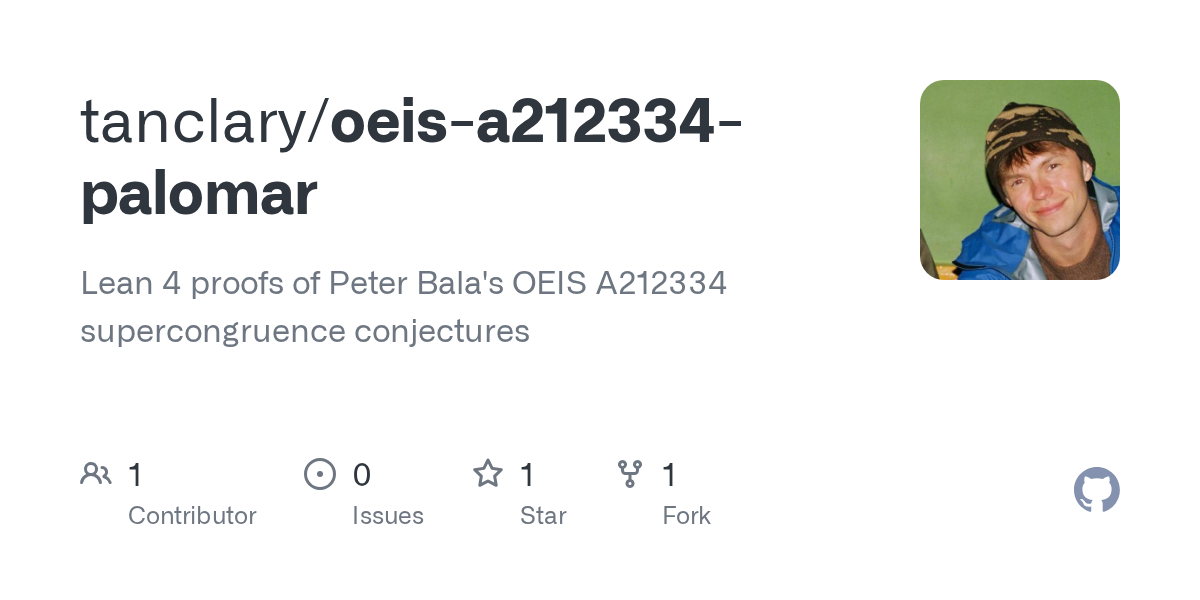 tanclary/oeis-a212334-
palomar
Lean 4 proofs of Peter Bala's OEIS A212334
supercongruence conjectures
1 0 1 1
Contributor Issues Star Fork